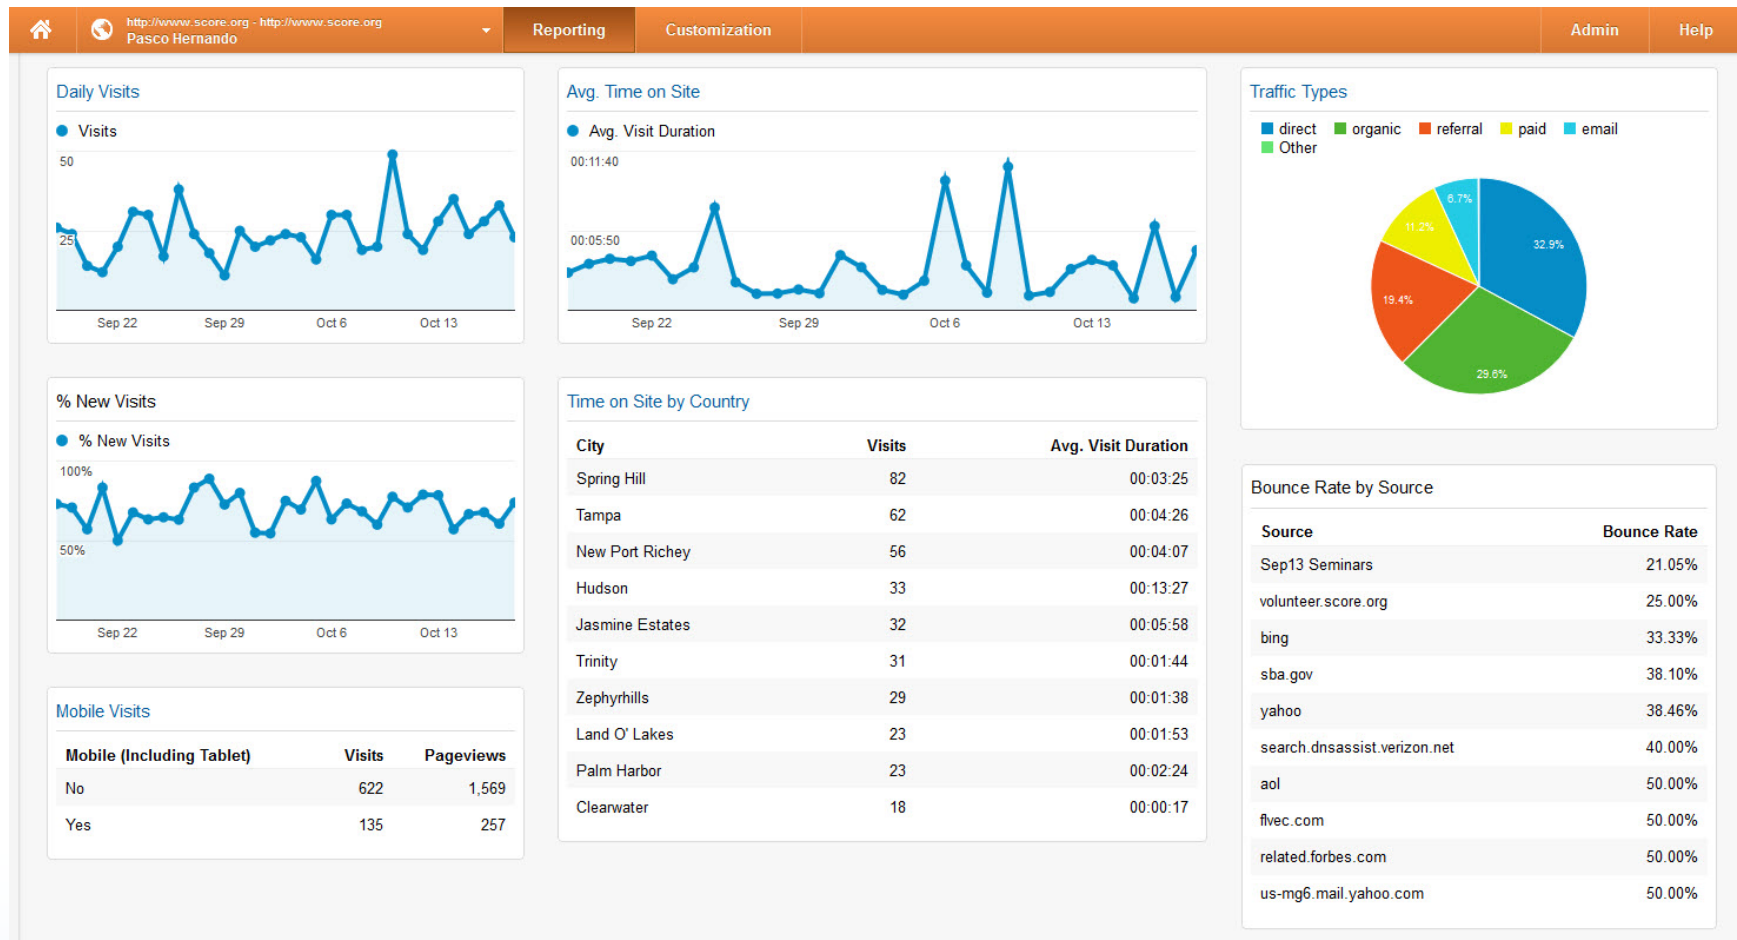 http://www.score.org - http://www.score.org
Pasco Hernando
Reporting
Customization
Admin
Help
Daily Visits
Visits
50
25
Sep 22 Sep 29 Oct 6 Oct 13
Avg. Time on Site
Avg. Visit Duration
00:11:40
00:05:50
Sep 22 Sep 29 Oct 6 Oct 13
Traffic Types
direct organic referral paid email
Other
6.7%
11.2%
32.9%
19.4%
29.6%
% New Visits
% New Visits
100%
50%
Sep 22 Sep 29 Oct 6 Oct 13
Mobile Visits
Mobile (Including Tablet) Visits Pageviews
No 622 1,569
Yes 135 257
Time on Site by Country
City Visits Avg. Visit Duration
Spring Hill 82 00:03:25
Tampa 62 00:04:26
New Port Richey 56 00:04:07
Hudson 33 00:13:27
Jasmine Estates 32 00:05:58
Trinity 31 00:01:44
Zephyrhills 29 00:01:38
Land O' Lakes 23 00:01:53
Palm Harbor 23 00:02:24
Clearwater 18 00:00:17
Bounce Rate by Source
Source Bounce Rate
Sep13 Seminars 21.05%
volunteer.score.org 25.00%
bing 33.33%
sba.gov 38.10%
yahoo 38.46%
search.dnsassist.verizon.net 40.00%
aol 50.00%
flvec.com 50.00%
related.forbes.com 50.00%
us-mg6.mail.yahoo.com 50.00%